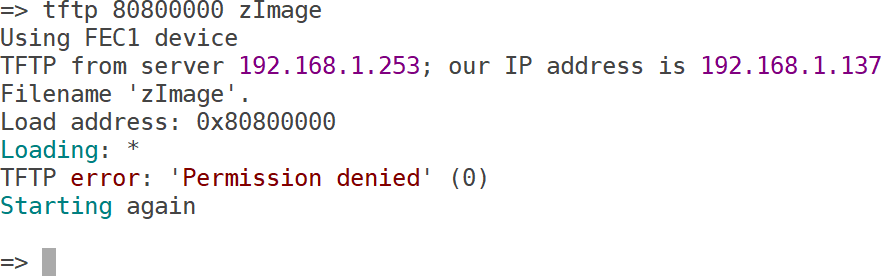 => tftp 80800000 zImage
Using FEC1 device
TFTP from server 192.168.1.253; our IP address is 192.168.1.137
Filename 'zImage'.
Load address: 0x80800000
Loading: *
TFTP error: 'Permission denied' (0)
Starting again
=>